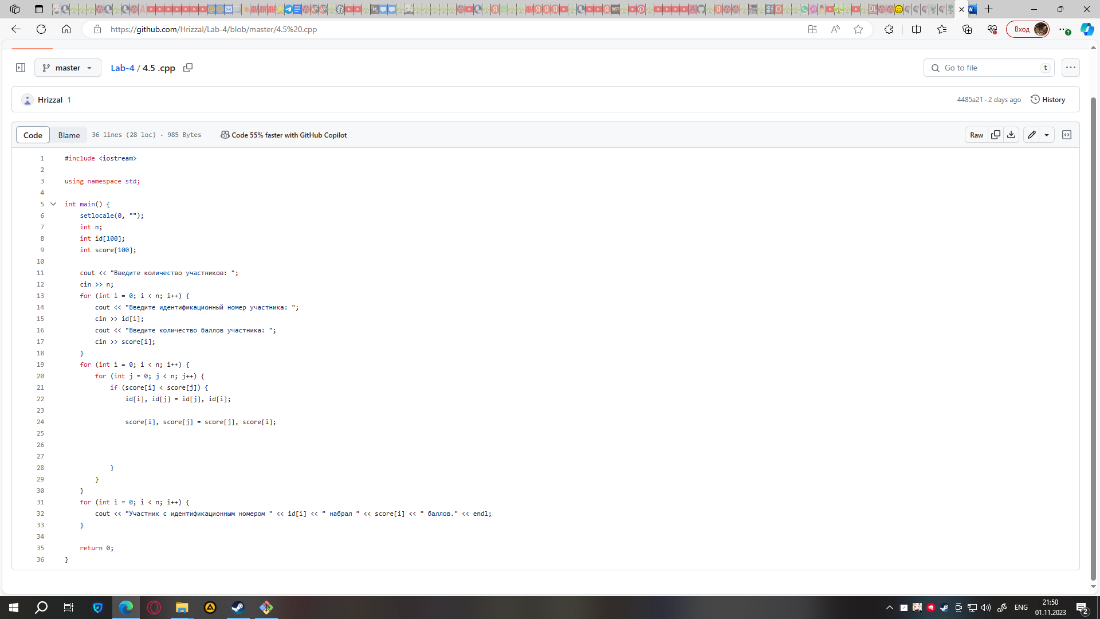 https://github.com/Hrizzal/Lab-4/blob/master/4.5%20.cpp
Вход
master
Lab-4 / 4.5 .cpp
Go to file
t
Hrizzal 1
4485a21 · 2 days ago
History
Code
Blame
36 lines (28 loc) · 985 Bytes
Code 55% faster with GitHub Copilot
Raw
1 #include <iostream>
2
3 using namespace std;
4
5 int main() {
6 setlocale(0, "");
7 int n;
8 int id[100];
9 int score[100];
10
11 cout << "Введите количество участников: ";
12 cin >> n;
13 for (int i = 0; i < n; i++) {
14 cout << "Введите идентификационный номер участника: ";
15 cin >> id[i];
16 cout << "Введите количество баллов участника: ";
17 cin >> score[i];
18 }
19 for (int i = 0; i < n; i++) {
20 for (int j = 0; j < n; j++) {
21 if (score[i] < score[j]) {
22 id[i], id[j] = id[j], id[i];
23
24 score[i], score[j] = score[j], score[i];
25
26
27
28 }
29 }
30 }
31 for (int i = 0; i < n; i++) {
32 cout << "Участник с идентификационным номером " << id[i] << " набрал " << score[i] << " баллов." << endl;
33 }
34
35 return 0;
36 }
ENG
21:50
01.11.2023
2